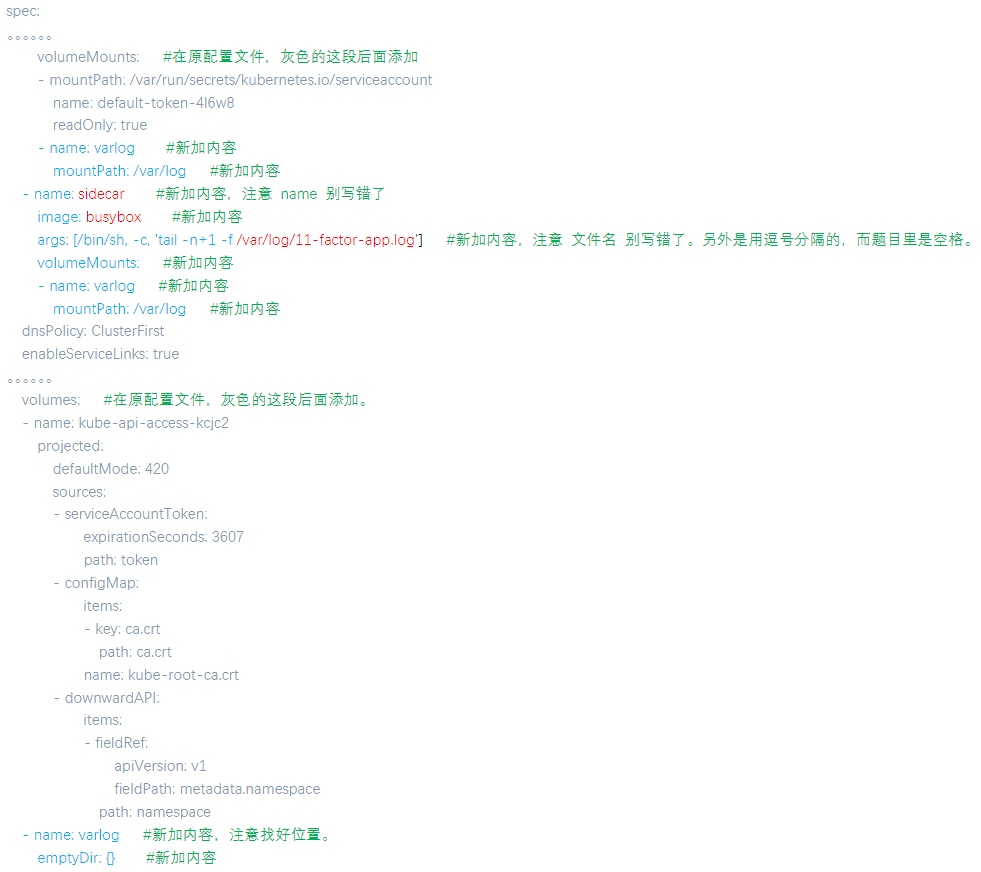 spec:
。。。。。。
volumeMounts: #在原配置文件，灰色的这段后面添加
- mountPath: /var/run/secrets/kubernetes.io/serviceaccount
name: default-token-4l6w8
readOnly: true
- name: varlog #新加内容
mountPath: /var/log #新加内容
- name: sidecar #新加内容，注意 name 别写错了
image: busybox #新加内容
args: [/bin/sh, -c, 'tail -n+1 -f /var/log/11-factor-app.log'] #新加内容，注意 文件名 别写错了。另外是用逗号分隔的，而题目里是空格。
volumeMounts: #新加内容
- name: varlog #新加内容
mountPath: /var/log #新加内容
dnsPolicy: ClusterFirst
enableServiceLinks: true
。。。。。。
volumes: #在原配置文件，灰色的这段后面添加。
- name: kube-api-access-kcjc2
projected:
defaultMode: 420
sources:
- serviceAccountToken:
expirationSeconds: 3607
path: token
- configMap:
items:
- key: ca.crt
path: ca.crt
name: kube-root-ca.crt
- downwardAPI:
items:
- fieldRef:
apiVersion: v1
fieldPath: metadata.namespace
path: namespace
- name: varlog #新加内容，注意找好位置。
emptyDir: {} #新加内容